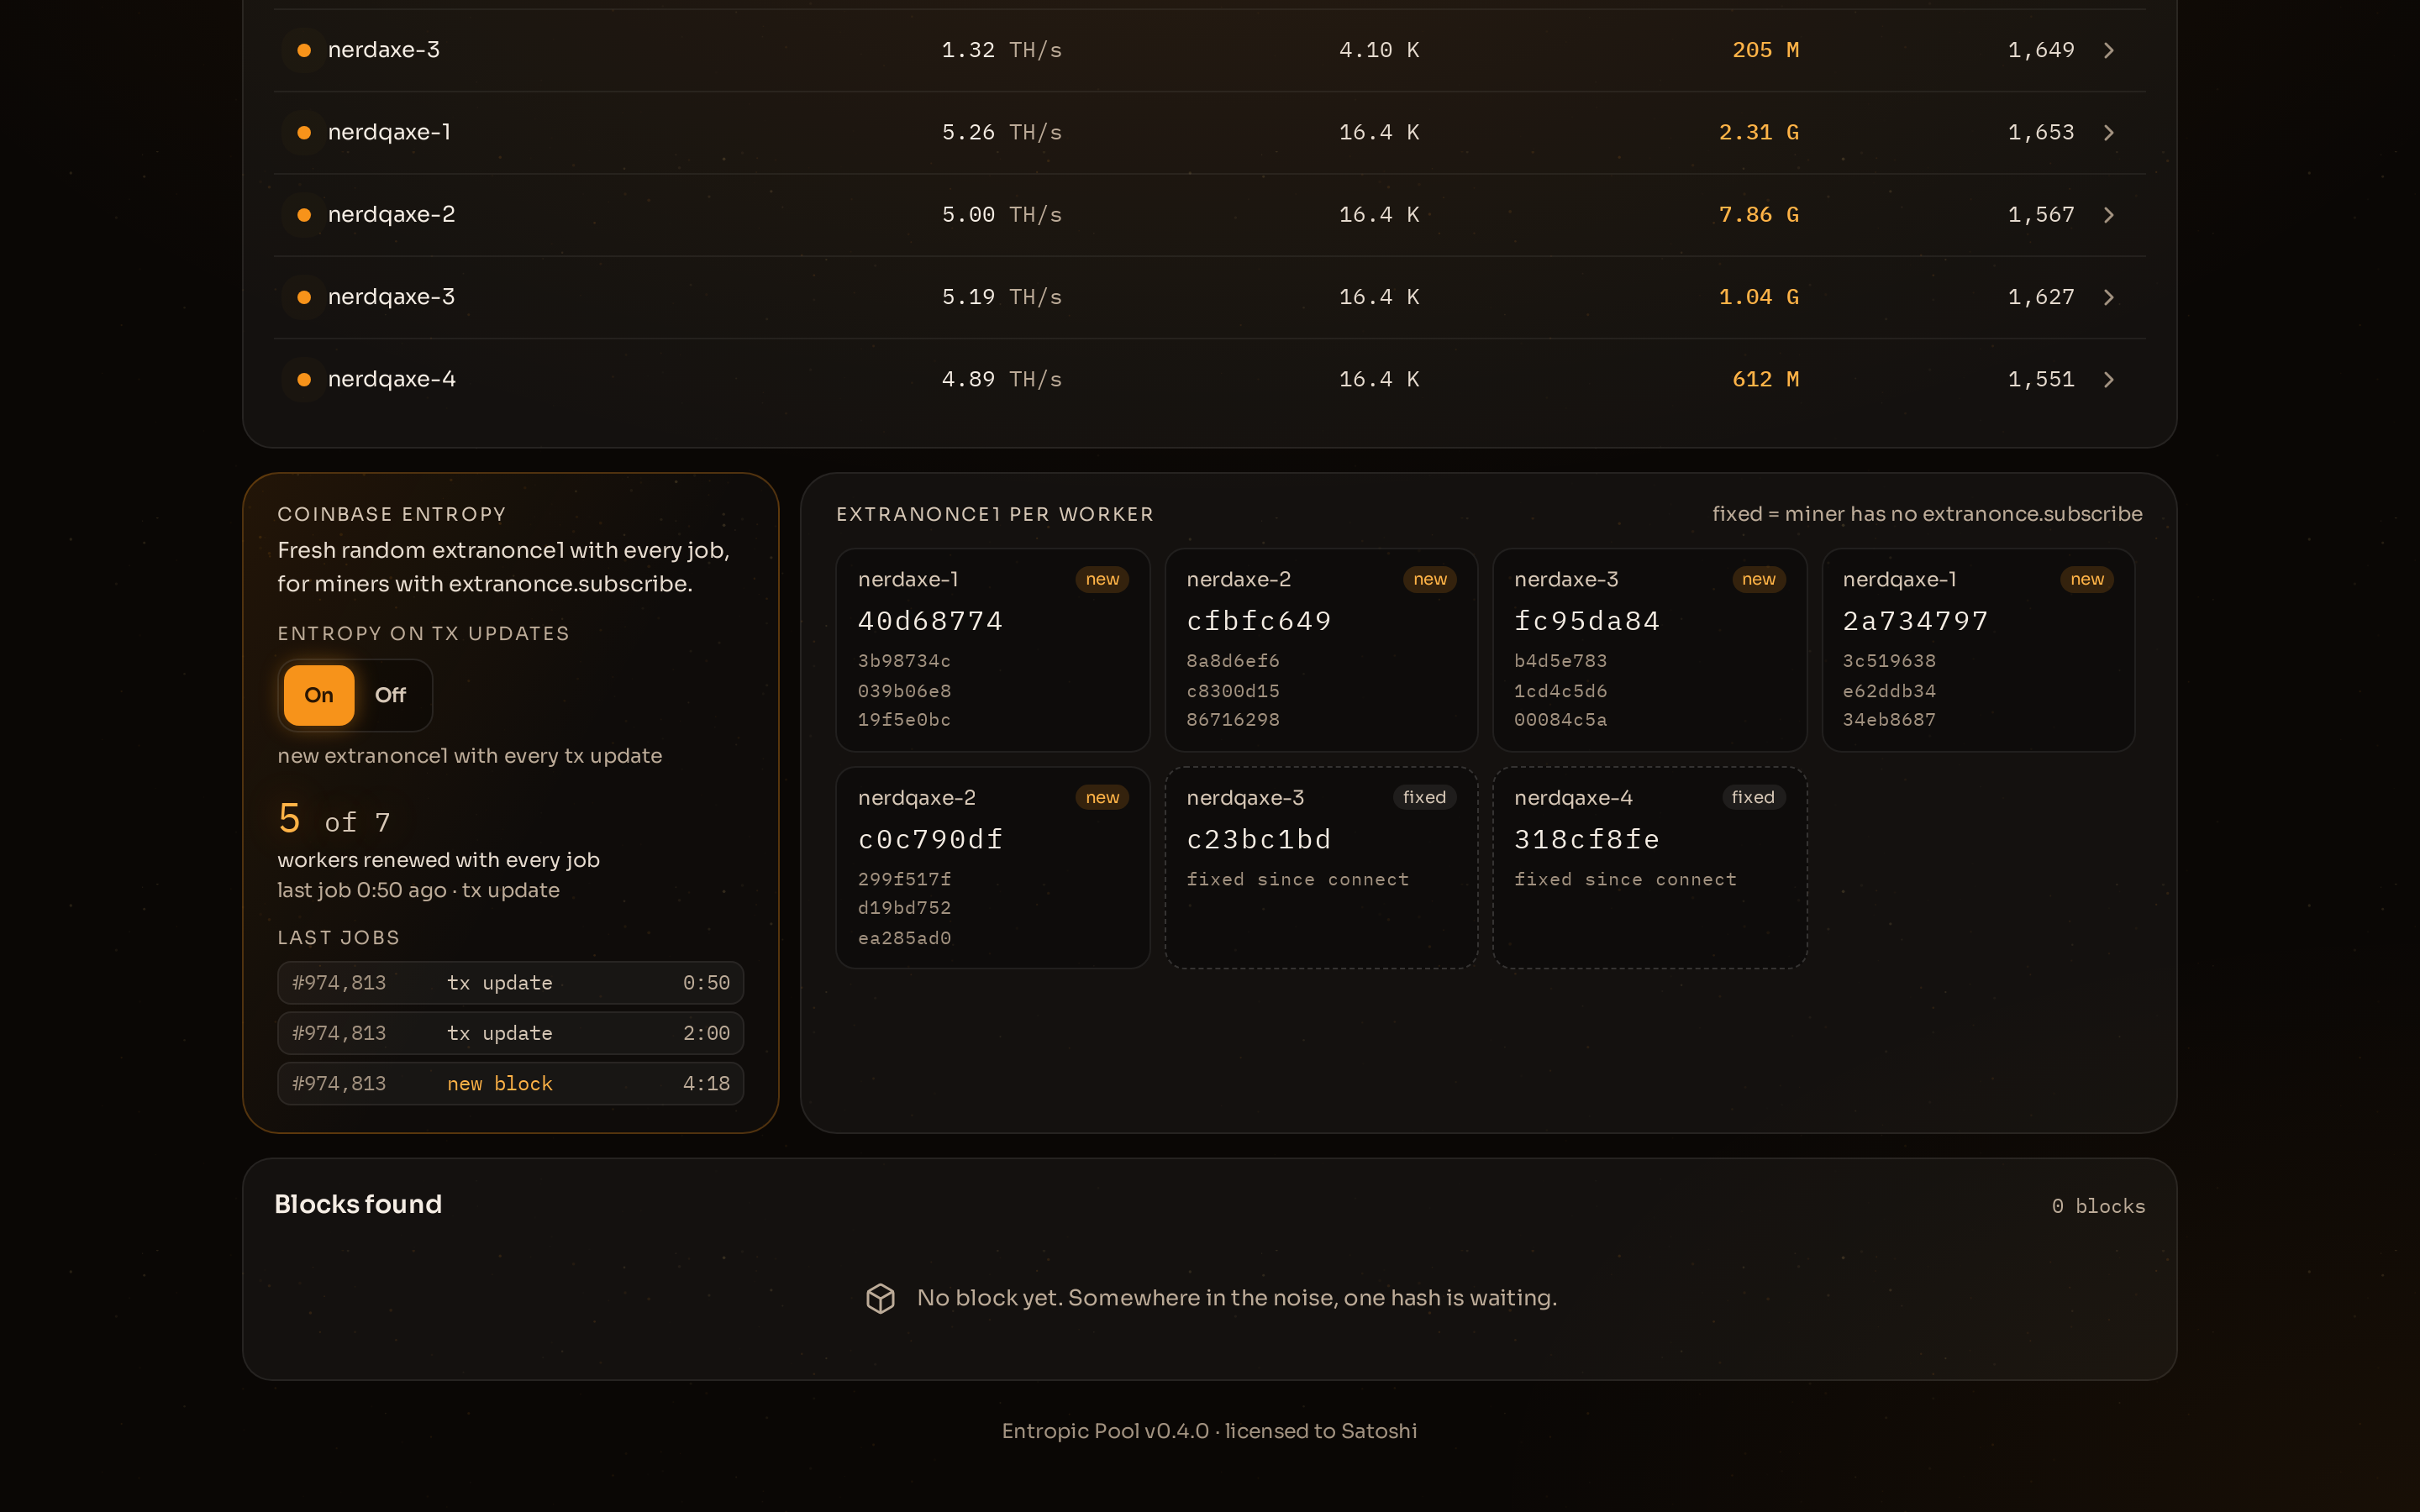 nerdaxe-3 1.32 TH/s 4.10 K 205 M 1,649
nerdqaxe-1 5.26 TH/s 16.4 K 2.31 G 1,653
nerdqaxe-2 5.00 TH/s 16.4 K 7.86 G 1,567
nerdqaxe-3 5.19 TH/s 16.4 K 1.04 G 1,627
nerdqaxe-4 4.89 TH/s 16.4 K 612 M 1,551
COINBASE ENTROPY
Fresh random extranonce1 with every job,
for miners with extranonce.subscribe.
ENTROPY ON TX UPDATES
On Off
new extranonce1 with every tx update
5 of 7
workers renewed with every job
last job 0:50 ago · tx update
LAST JOBS
#974,813 tx update 0:50
#974,813 tx update 2:00
#974,813 new block 4:18
EXTRANONCE1 PER WORKER
fixed = miner has no extranonce.subscribe
nerdaxe-1 new
40d68774
3b98734c
039b06e8
19f5e0bc
nerdaxe-2 new
cfbfc649
8a8d6ef6
c8300d15
86716298
nerdaxe-3 new
fc95da84
b4d5e783
1cd4c5d6
00084c5a
nerdqaxe-1 new
2a734797
3c519638
e62ddb34
34eb8687
nerdqaxe-2 new
c0c790df
299f517f
d19bd752
ea285ad0
nerdqaxe-3 fixed
c23bc1bd
fixed since connect
nerdqaxe-4 fixed
318cf8fe
fixed since connect
Blocks found
0 blocks
No block yet. Somewhere in the noise, one hash is waiting.
Entropic Pool v0.4.0 · licensed to Satoshi